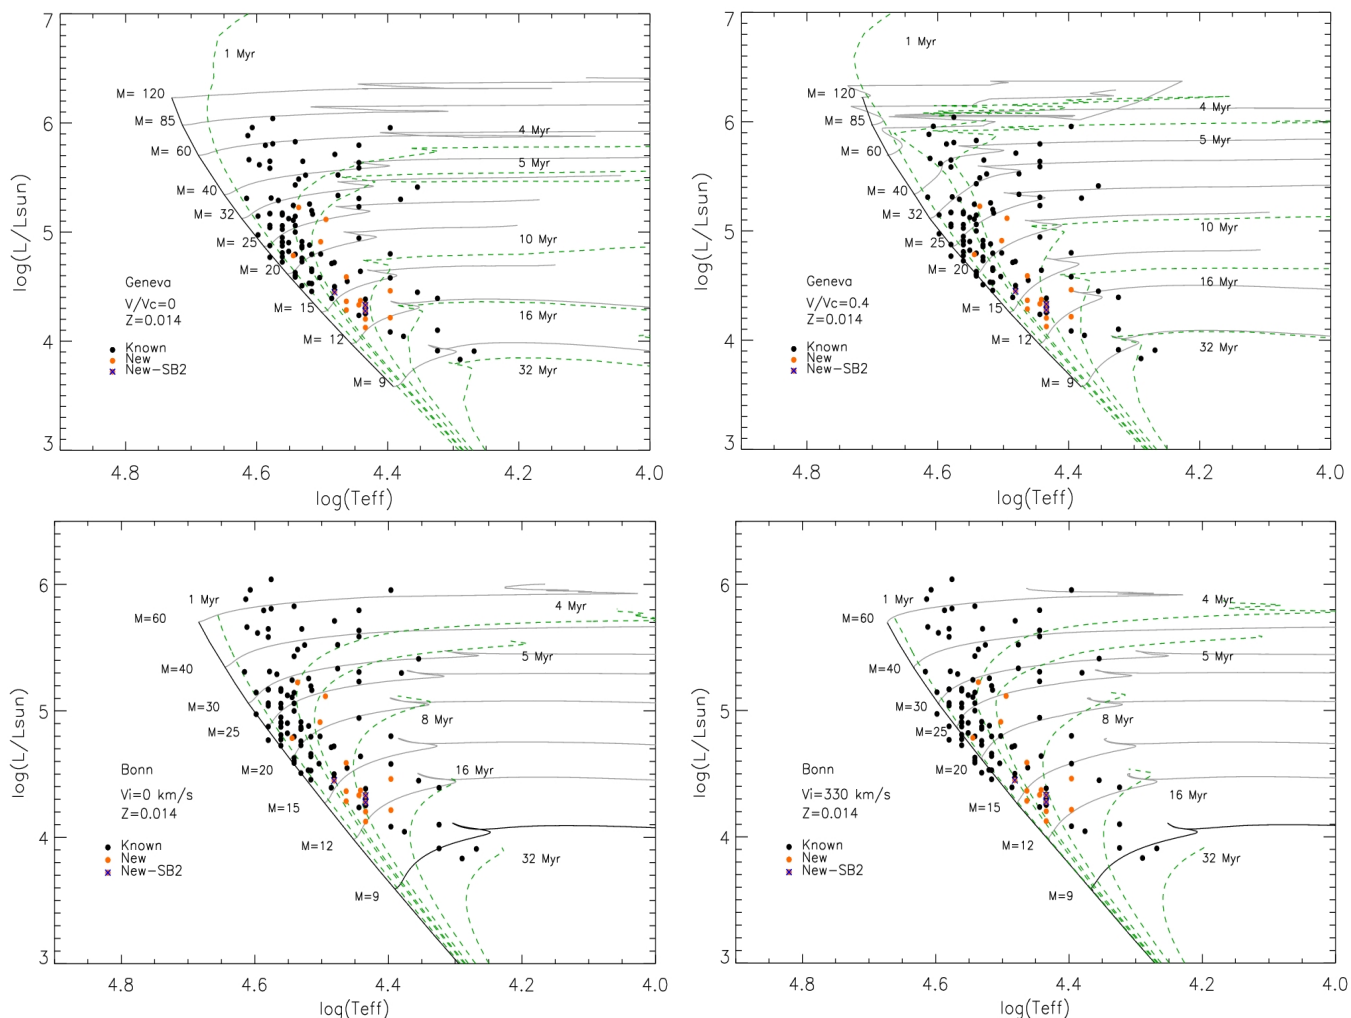 7
6
5
4
3
log(L/Lsun)
1 Myr
M= 120
M= 85
M= 60
M= 40
M= 32
M= 25
M= 20
M= 15
M= 12
M= 9
4 Myr
5 Myr
10 Myr
16 Myr
32 Myr
Geneva
V/Vc=0
Z=0.014
Known
New
New-SB2
4.8 4.6 4.4 4.2 4.0
log(Teff)
7
6
5
4
3
log(L/Lsun)
1 Myr
M= 120
M= 85
M= 60
M= 40
M= 32
M= 25
M= 20
M= 15
M= 12
M= 9
4 Myr
5 Myr
10 Myr
16 Myr
32 Myr
Geneva
V/Vc=0.4
Z=0.014
Known
New
New-SB2
4.8 4.6 4.4 4.2 4.0
log(Teff)
6
5
4
3
log(L/Lsun)
1 Myr
M=60
M=40
M=30
M=25
M=20
M=15
M=12
M=9
4 Myr
5 Myr
8 Myr
16 Myr
32 Myr
Bonn
Vi=0 km/s
Z=0.014
Known
New
New-SB2
4.8 4.6 4.4 4.2 4.0
log(Teff)
6
5
4
3
log(L/Lsun)
1 Myr
M=60
M=40
M=30
M=25
M=20
M=15
M=12
M=9
4 Myr
5 Myr
8 Myr
16 Myr
32 Myr
Bonn
Vi=330 km/s
Z=0.014
Known
New
New-SB2
4.8 4.6 4.4 4.2 4.0
log(Teff)